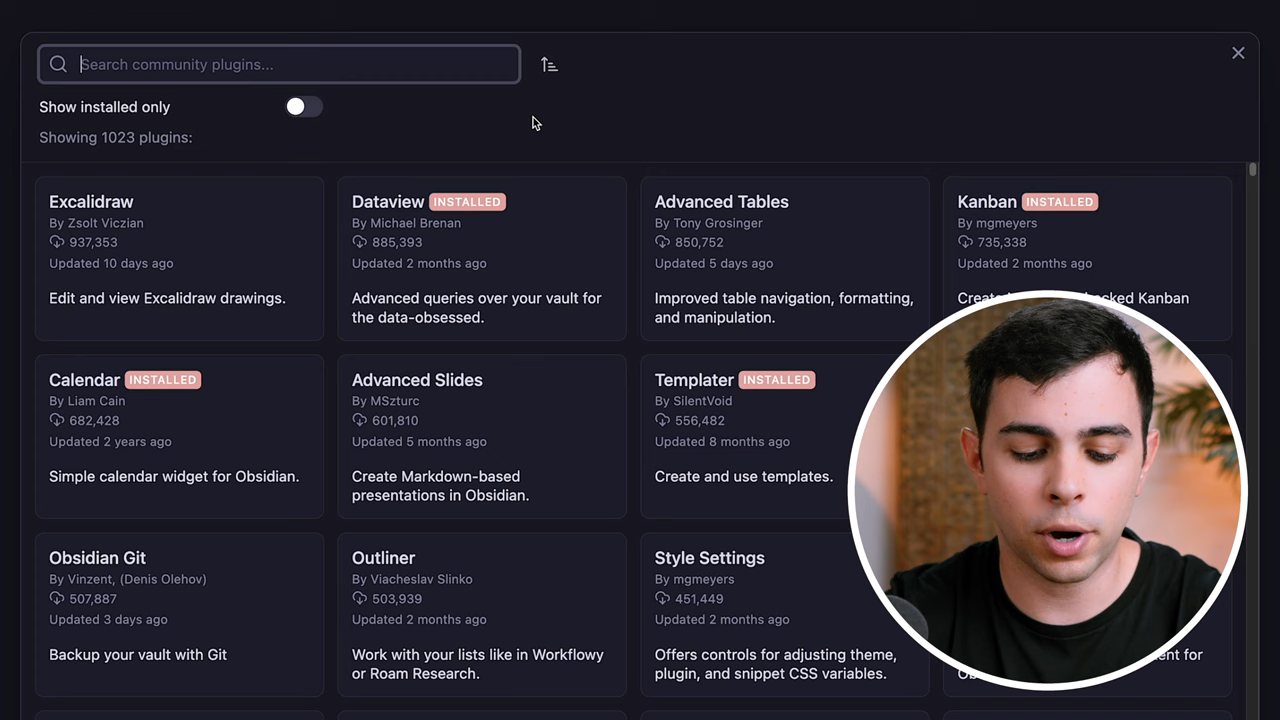 Search community plugins...
Show installed only
Showing 1023 plugins:
Excalidraw
By Zsolt Viczian
937,353
Updated 10 days ago
Edit and view Excalidraw drawings.
Dataview INSTALLED
By Michael Brenan
885,393
Updated 2 months ago
Advanced queries over your vault for
the data-obsessed.
Advanced Tables
By Tony Grosinger
850,752
Updated 5 days ago
Improved table navigation, formatting,
and manipulation.
Kanban INSTALLED
By mgmeyers
735,338
Updated 2 months ago
Kanban
Calendar INSTALLED
By Liam Cain
682,428
Updated 2 years ago
Simple calendar widget for Obsidian.
Advanced Slides
By MSzturc
601,810
Updated 5 months ago
Create Markdown-based
presentations in Obsidian.
Templater INSTALLED
By SilentVoid
556,482
Updated 8 months ago
Create and use templates.
Obsidian Git
By Vinzent, (Denis Olehov)
507,887
Updated 3 days ago
Backup your vault with Git
Outliner
By Viacheslav Slinko
503,939
Updated 2 months ago
Work with your lists like in Workflowy
or Roam Research.
Style Settings
By mgmeyers
451,449
Updated 2 months ago
Offers controls for adjusting theme,
plugin, and snippet CSS variables.
for